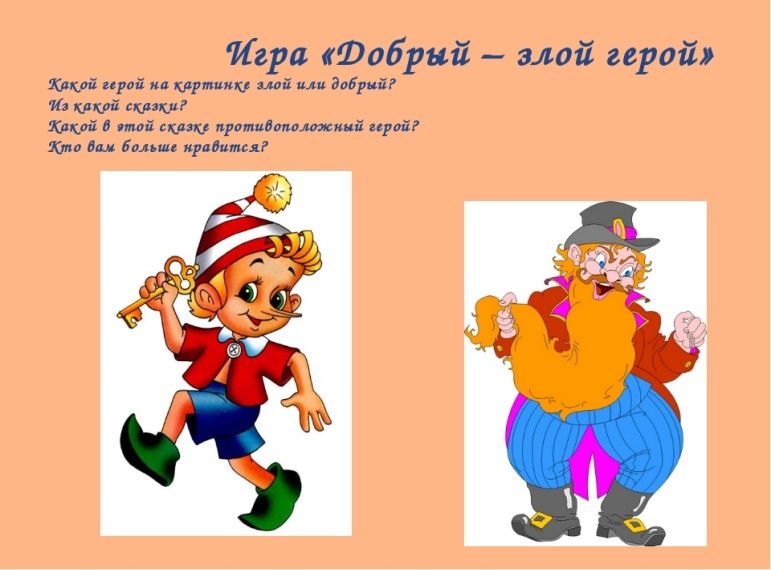 Игра «Добрый – злой герой»
Какой герой на картинке злой или добрый?
Из какой сказки?
Какой в этой сказке противоположный герой?
Кто вам больше нравится?